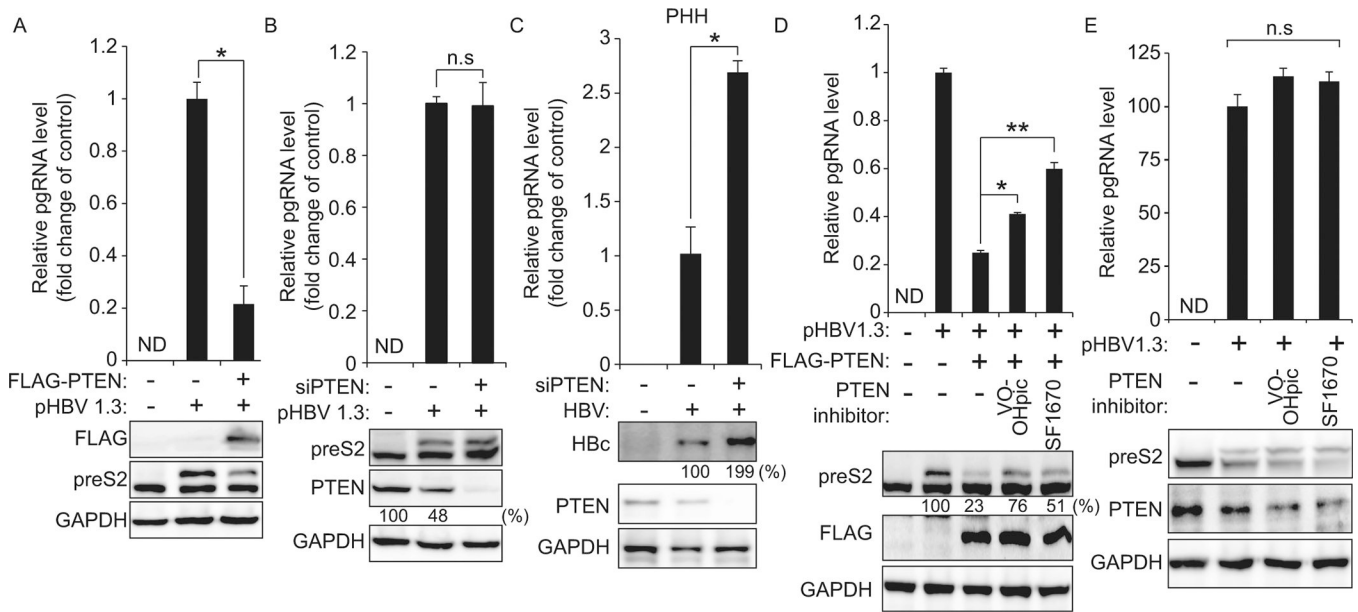 A
Relative pgRNA level
(fold change of control)
1.2
1
0.8
0.6
0.4
0.2
0
*
ND
FLAG-PTEN: - - +
pHBV 1.3: - + +
FLAG
preS2
GAPDH
B
Relative pgRNA level
(fold change of control)
1.2
1
0.8
0.6
0.4
0.2
0
n.s
ND
siPTEN: - - +
pHBV 1.3: - + +
preS2
PTEN
100 48 (%)
GAPDH
C
PHH
Relative pgRNA level
(fold change of control)
3
2.5
2
1.5
1
0.5
0
*
siPTEN: - - +
HBV: - + +
HBc
100 199 (%)
PTEN
GAPDH
D
Relative pgRNA level
1.2
1
0.8
0.6
0.4
0.2
0
**
*
ND
pHBV1.3: - + + + +
FLAG-PTEN: - - + + +
PTEN
inhibitor:
- - - VO-
OHpic
SF1670
preS2
100 23 76 51 (%)
FLAG
GAPDH
E
Relative pgRNA level
125
100
75
50
25
0
n.s
ND
pHBV1.3: - + + +
PTEN
inhibitor:
- - VO-
OHpic
SF1670
preS2
PTEN
GAPDH